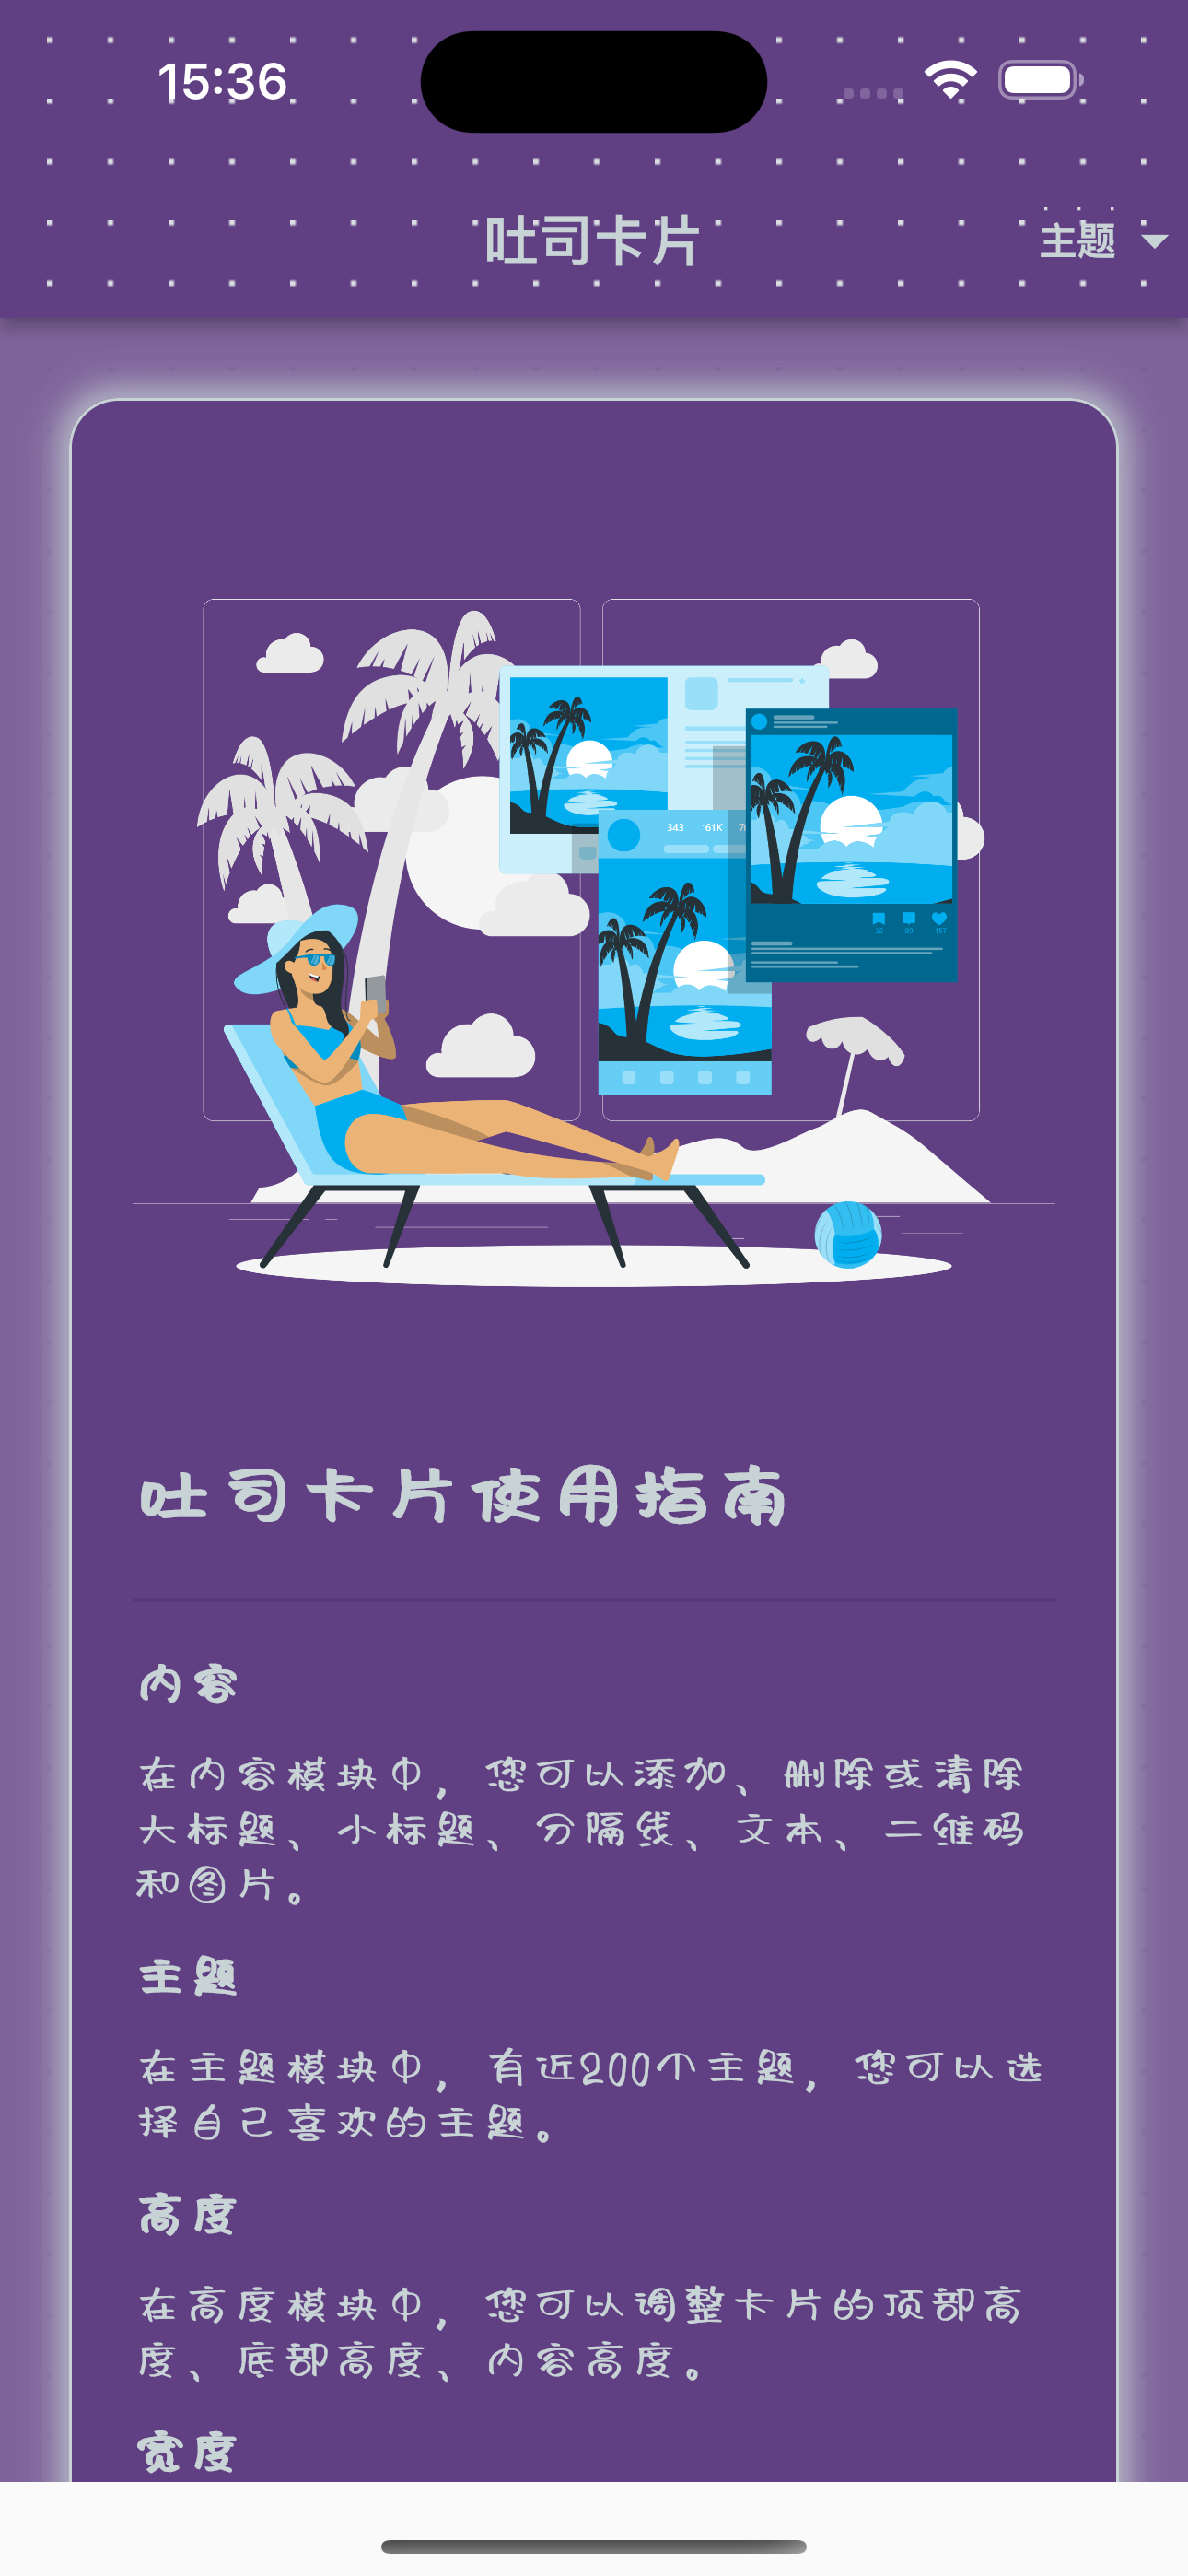 15:36
吐司卡片
主题
343 161K
32 89 157
吐司卡片使用指南
内容
在内容模块中，您可以添加、删除或清除
大标题、小标题、分隔线、文本、二维码
和图片。
主题
在主题模块中，有近200个主题，您可以选
择自己喜欢的主题。
高度
在高度模块中，您可以调整卡片的顶部高
度、底部高度、内容高度。
宽度